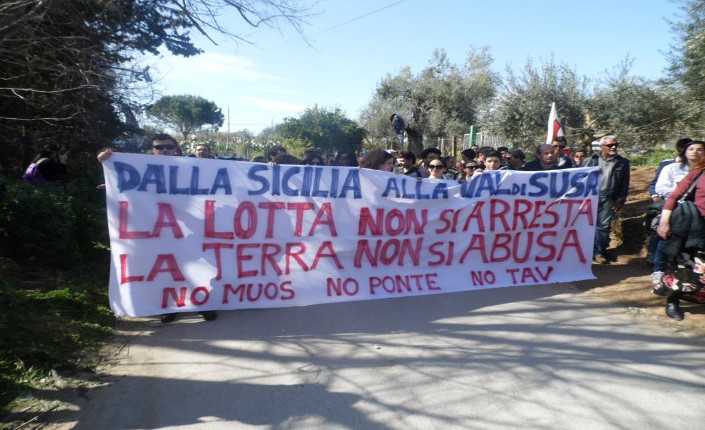 DALLA SICILIA ALLA VAL DI SUSA
LA LOTTA NON SI ARRESTA
LA TERRA NON SI ABUSA
NO MUOS NO PONTE NO TAV